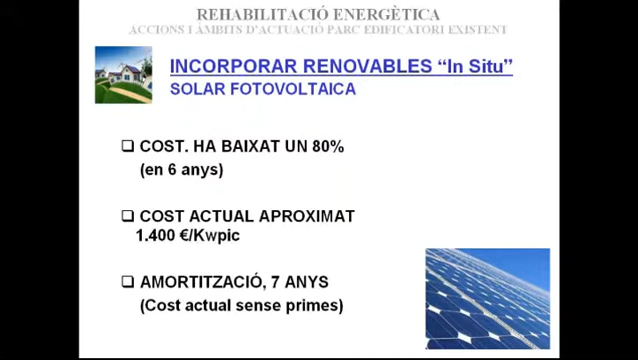 REHABILITACIÓ ENERGÈTICA
ACCIONS I ÀMBITS D'ACTUACIÓ PARC EDIFICATORI EXISTENT
INCORPORAR RENOVABLES “In Situ”
SOLAR FOTOVOLTAICA
COST. HA BAIXAT UN 80%
(en 6 anys)
COST ACTUAL APROXIMAT
1.400 €/Kwpic
AMORTITZACIÓ, 7 ANYS
(Cost actual sense primes)